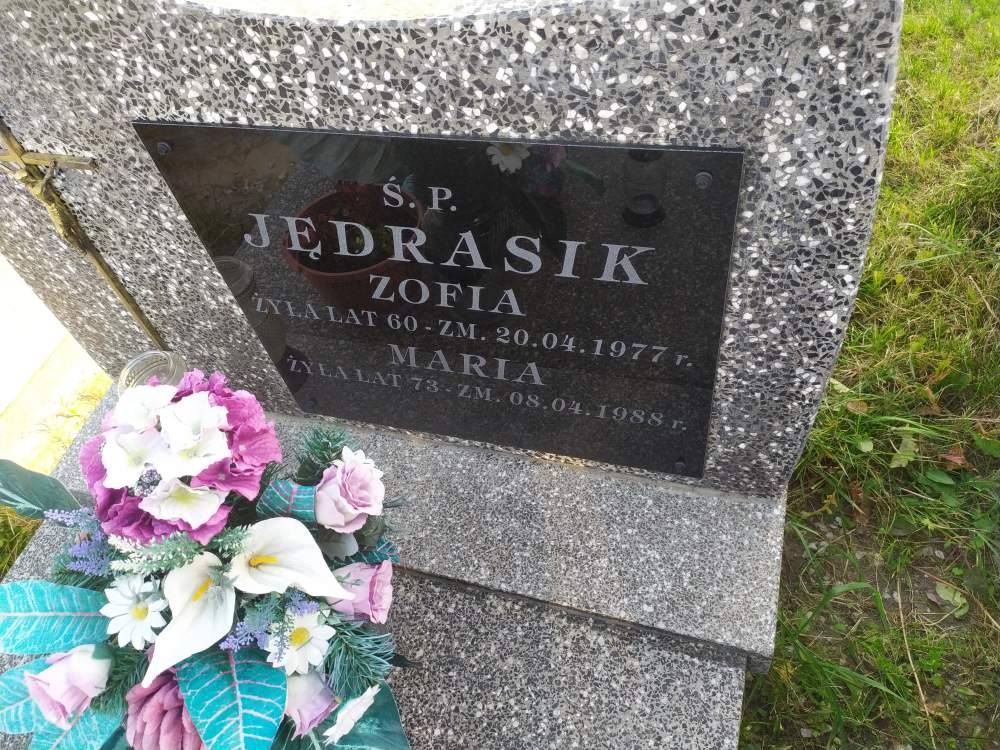 Ś. P.
JĘDRASIK
ZOFIA
ŻYŁA LAT 60 - ZM. 20.04.1977 r.
MARIA
ŻYŁA LAT 73 - ZM. 08.04.1988 r.